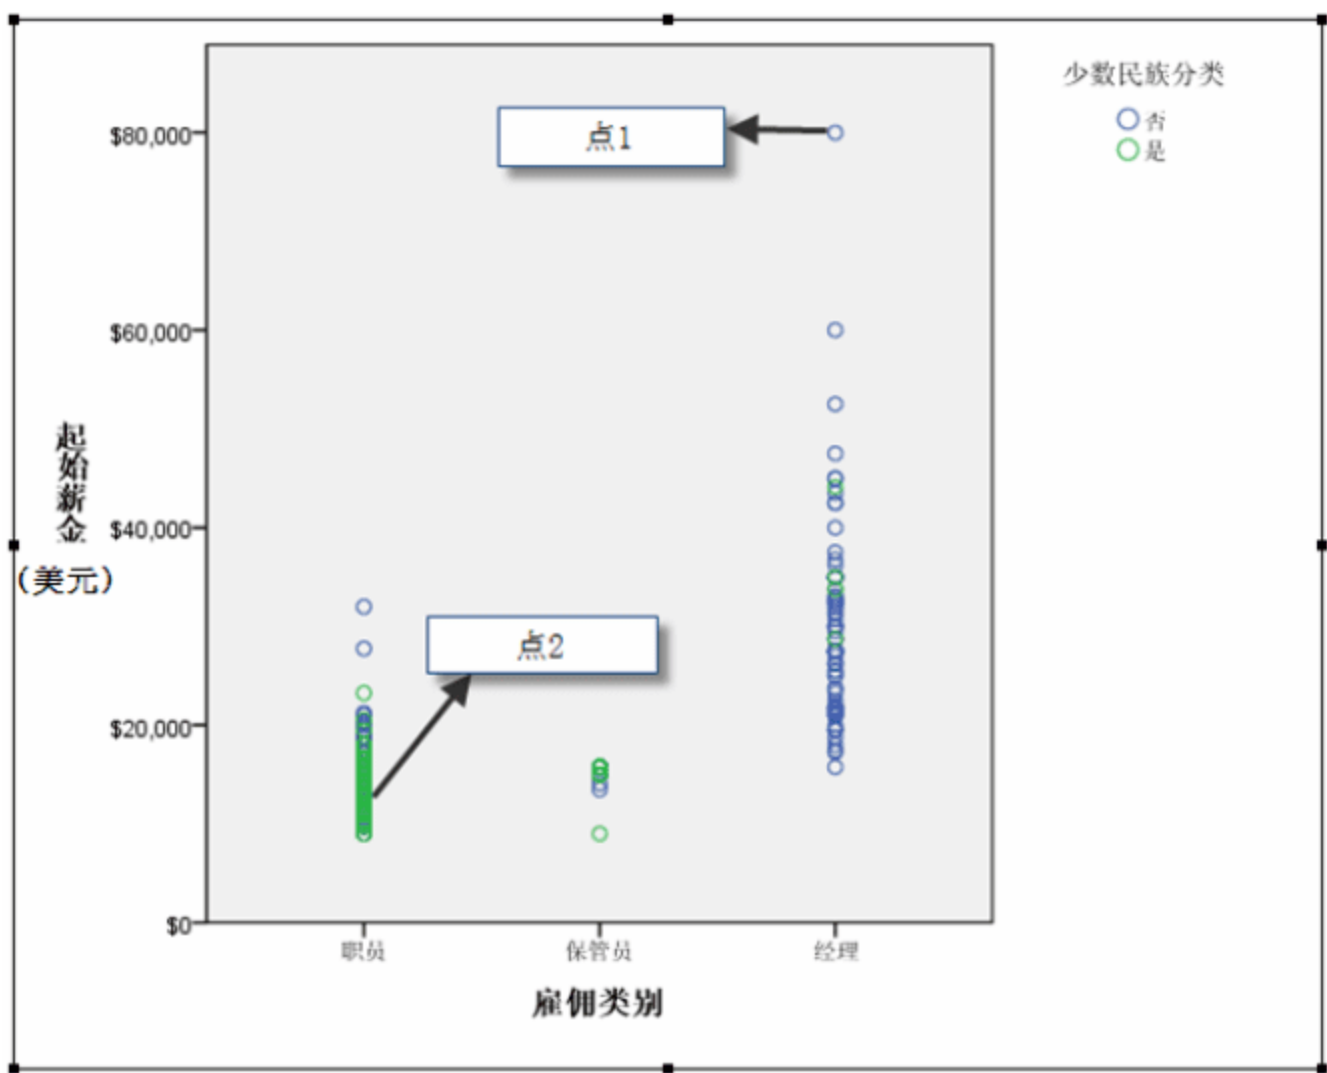 少数民族分类
否
是
点1
$80,000
$60,000
起始薪金
(美元)
$40,000
点2
$20,000
$0
职员
保管员
经理
雇佣类别